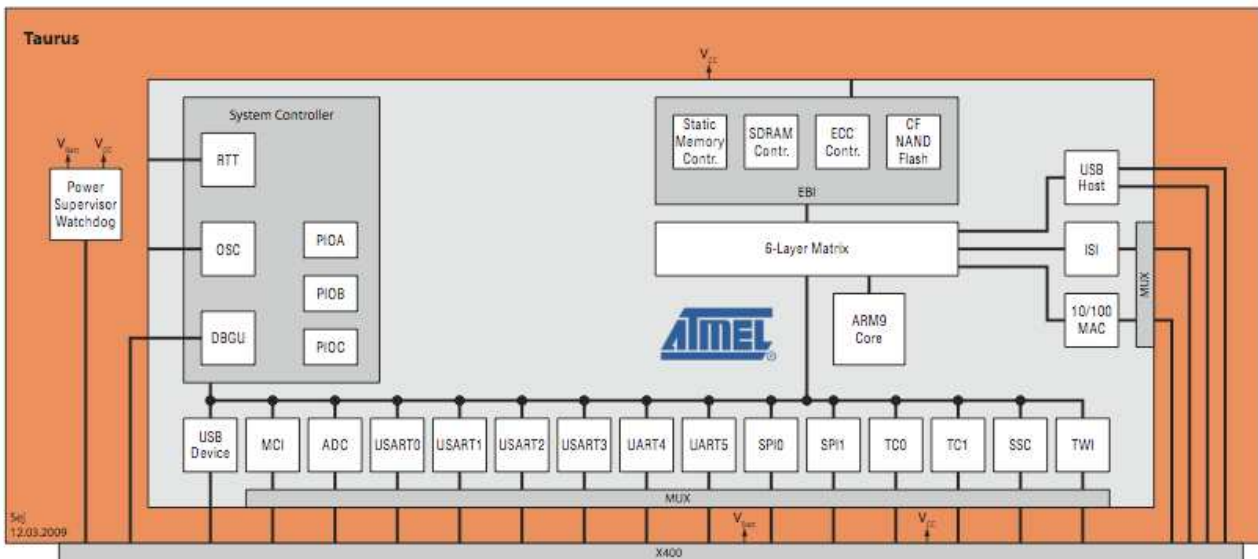 Taurus
VCC
System Controller
RTT
OSC
DBGU
PIOA
PIOB
PIOC
VBatt VCC
Power
Supervisor
Watchdog
Static
Memory
Contr.
SDRAM
Contr.
ECC
Contr.
CF
NAND
Flash
EBI
6-Layer Matrix
ARM9
Core
USB
Host
ISI
10/100
MAC
MUX
ATMEL®
USB
Device
MCI
ADC
USART0
USART1
USART2
USART3
UART4
UART5
SPI0
SPI1
TC0
TC1
SSC
TWI
MUX
Sej
12.03.2009
VBatt
VCC
X400